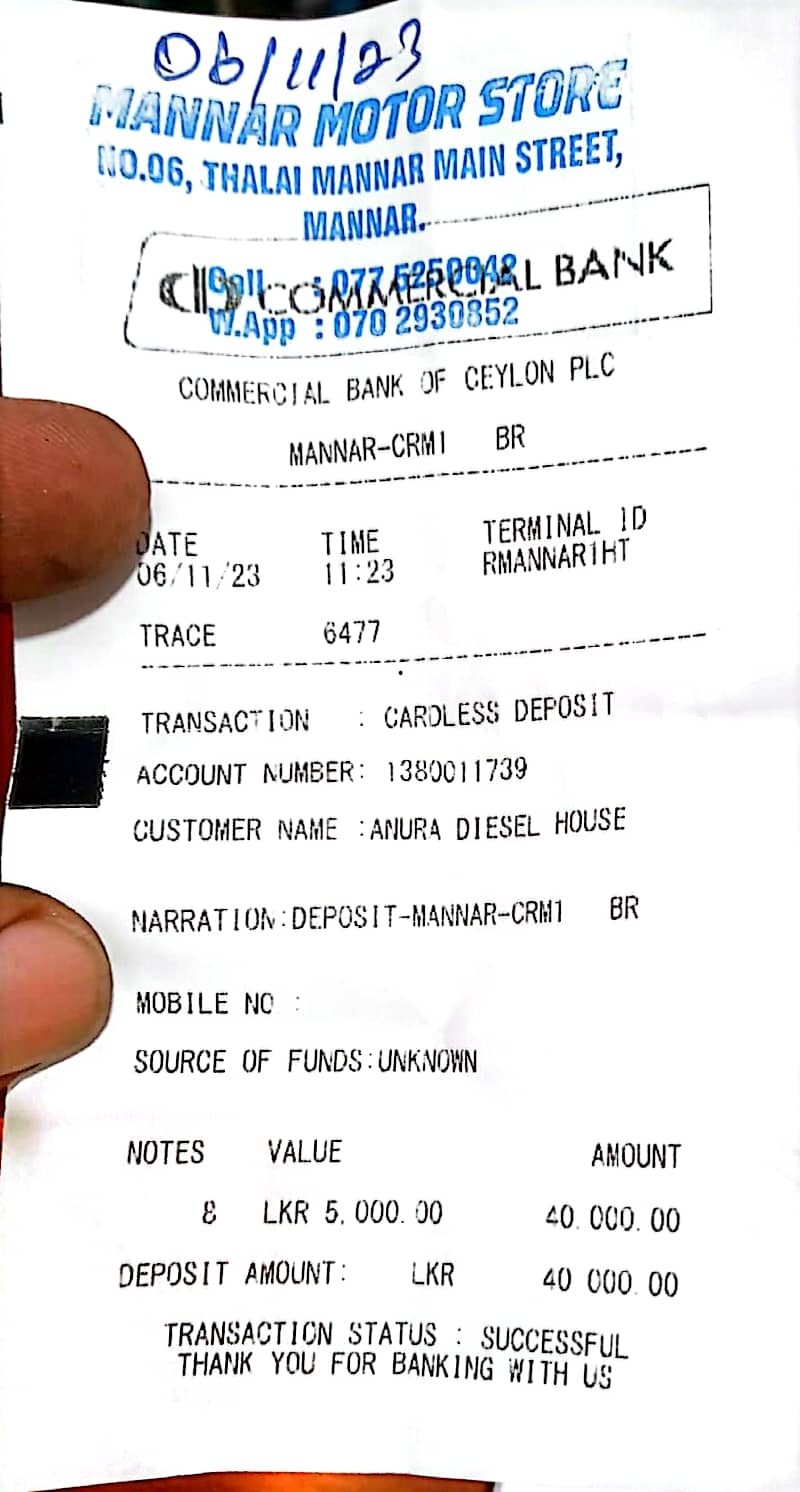 06/11/23
MANNAR MOTOR STORE
NO.06, THALAI MANNAR MAIN STREET,
MANNAR.
Call : 077 5250048
COMMERCIAL BANK
W.App : 070 2930852
COMMERCIAL BANK OF CEYLON PLC
MANNAR-CRM1 BR
DATE TIME TERMINAL ID
06/11/23 11:23 RMANNAR1HT
TRACE 6477
TRANSACTION : CARDLESS DEPOSIT
ACCOUNT NUMBER: 1380011739
CUSTOMER NAME :ANURA DIESEL HOUSE
NARRATION:DEPOSIT-MANNAR-CRM1 BR
MOBILE NO :
SOURCE OF FUNDS:UNKNOWN
NOTES VALUE AMOUNT
8 LKR 5,000.00 40,000.00
DEPOSIT AMOUNT: LKR 40 000.00
TRANSACTION STATUS : SUCCESSFUL
THANK YOU FOR BANKING WITH US